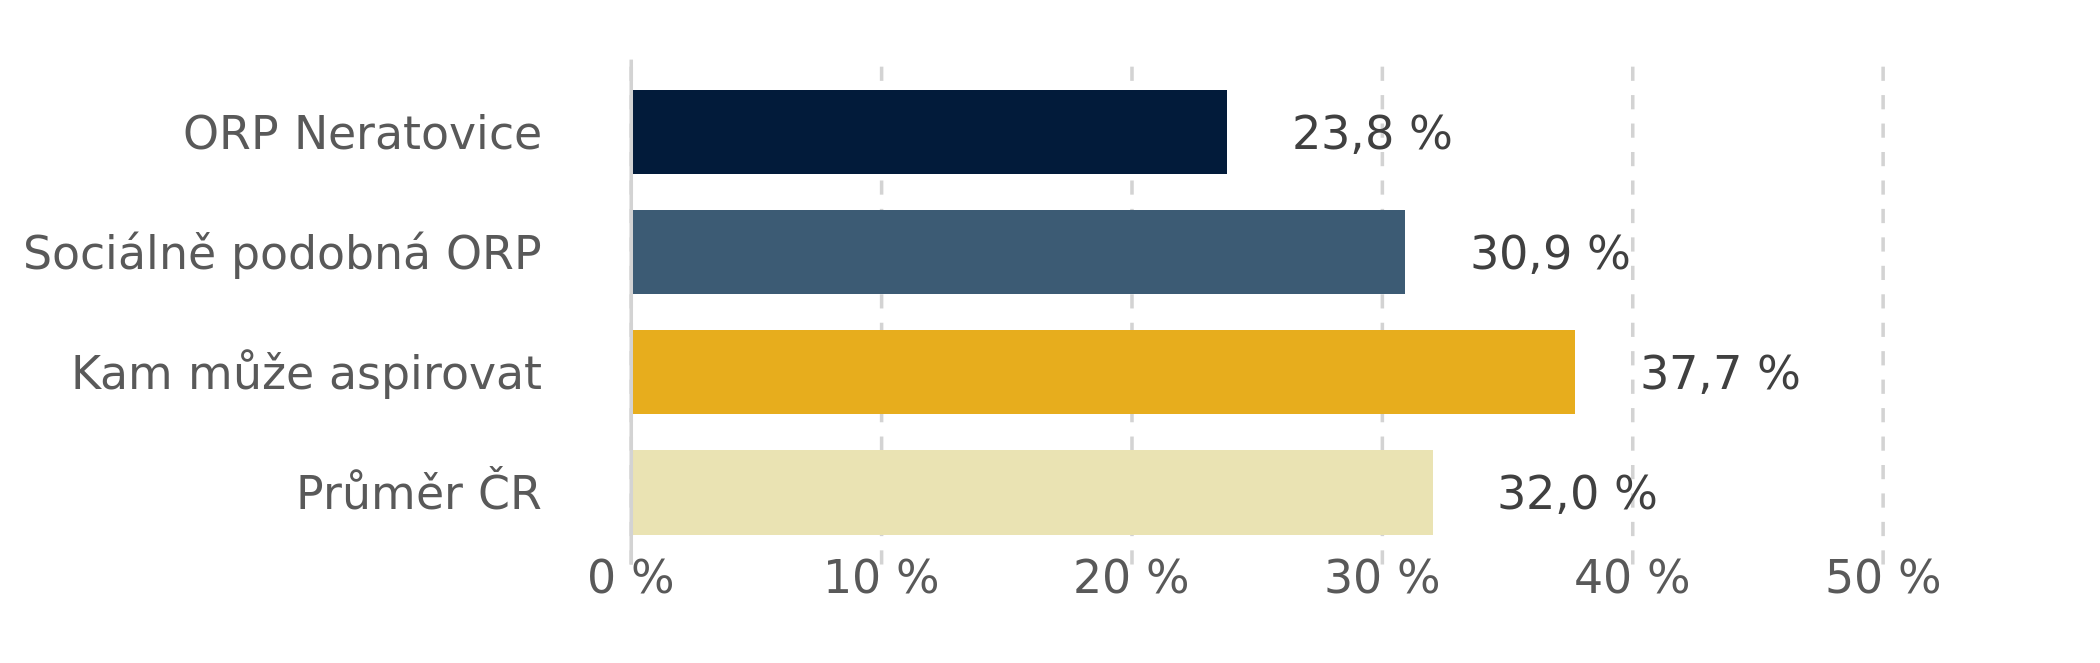 ORP Neratovice
23,8 %
Sociálně podobná ORP
30,9 %
Kam může aspirovat
37,7 %
Průměr ČR
32,0 %
0 % 10 % 20 % 30 % 40 % 50 %